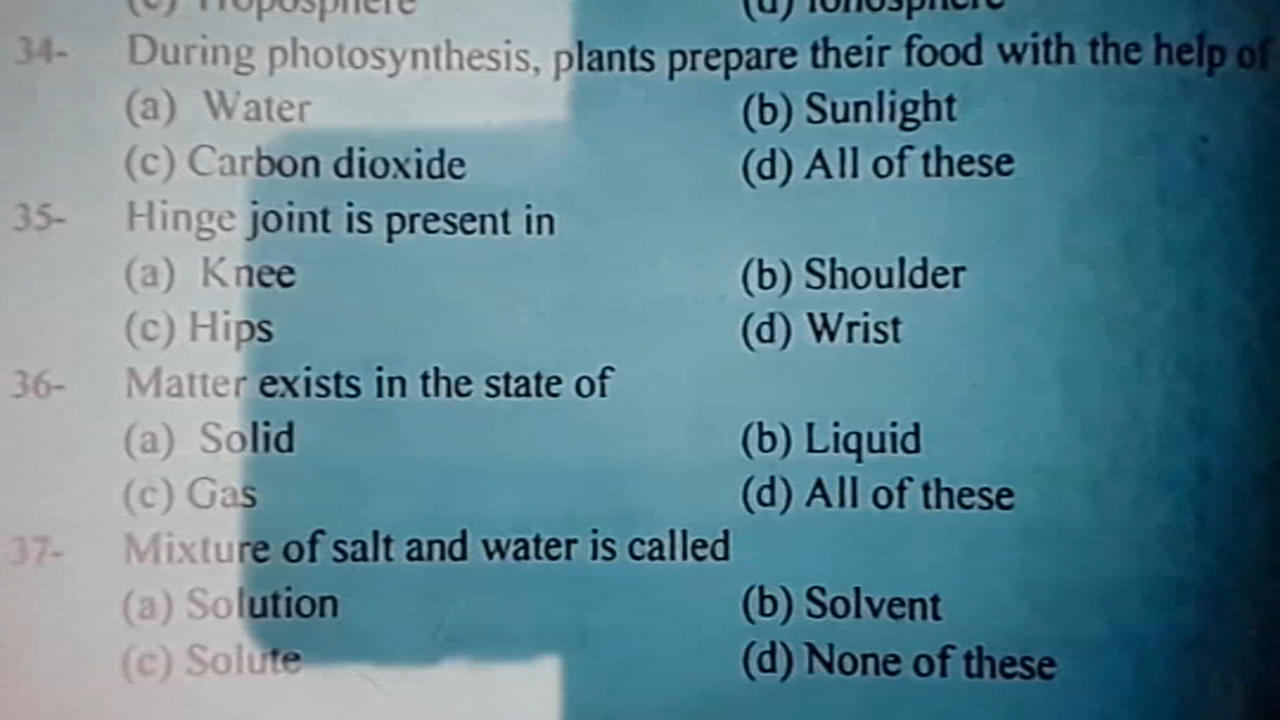 (c) Troposphere (d) Ionosphere
34- During photosynthesis, plants prepare their food with the help of
(a) Water (b) Sunlight
(c) Carbon dioxide (d) All of these
35- Hinge joint is present in
(a) Knee (b) Shoulder
(c) Hips (d) Wrist
36- Matter exists in the state of
(a) Solid (b) Liquid
(c) Gas (d) All of these
37- Mixture of salt and water is called
(a) Solution (b) Solvent
(c) Solute (d) None of these